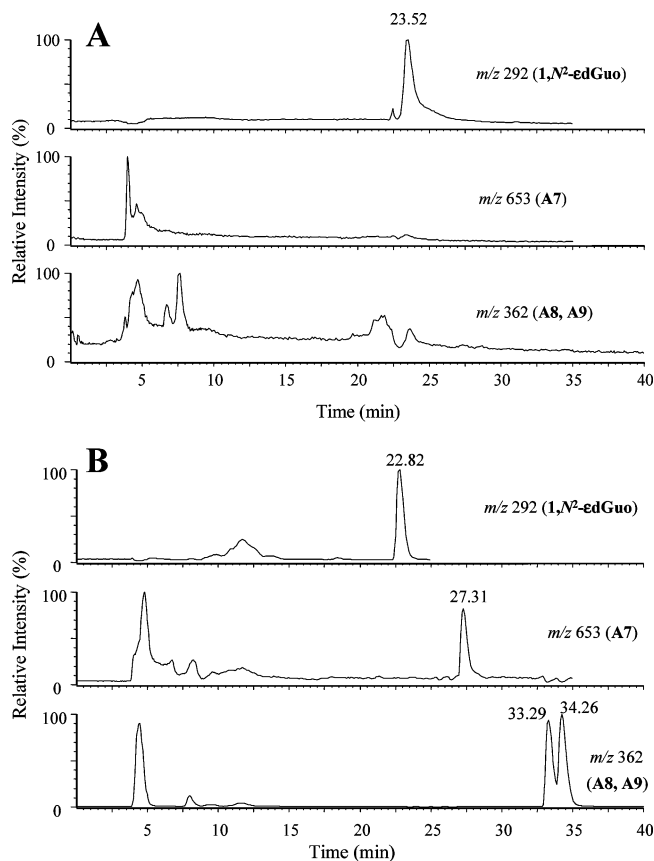 A
23.52
100
m/z 292 (1,N²-εdGuo)
0
100
m/z 653 (A7)
0
100
m/z 362 (A8, A9)
0
Relative Intensity (%)
5 10 15 20 25 30 35 40
Time (min)
B
22.82
100
m/z 292 (1,N²-εdGuo)
0
27.31
100
m/z 653 (A7)
0
33.29 34.26
100
m/z 362
(A8, A9)
0
Relative Intensity (%)
5 10 15 20 25 30 35 40
Time (min)